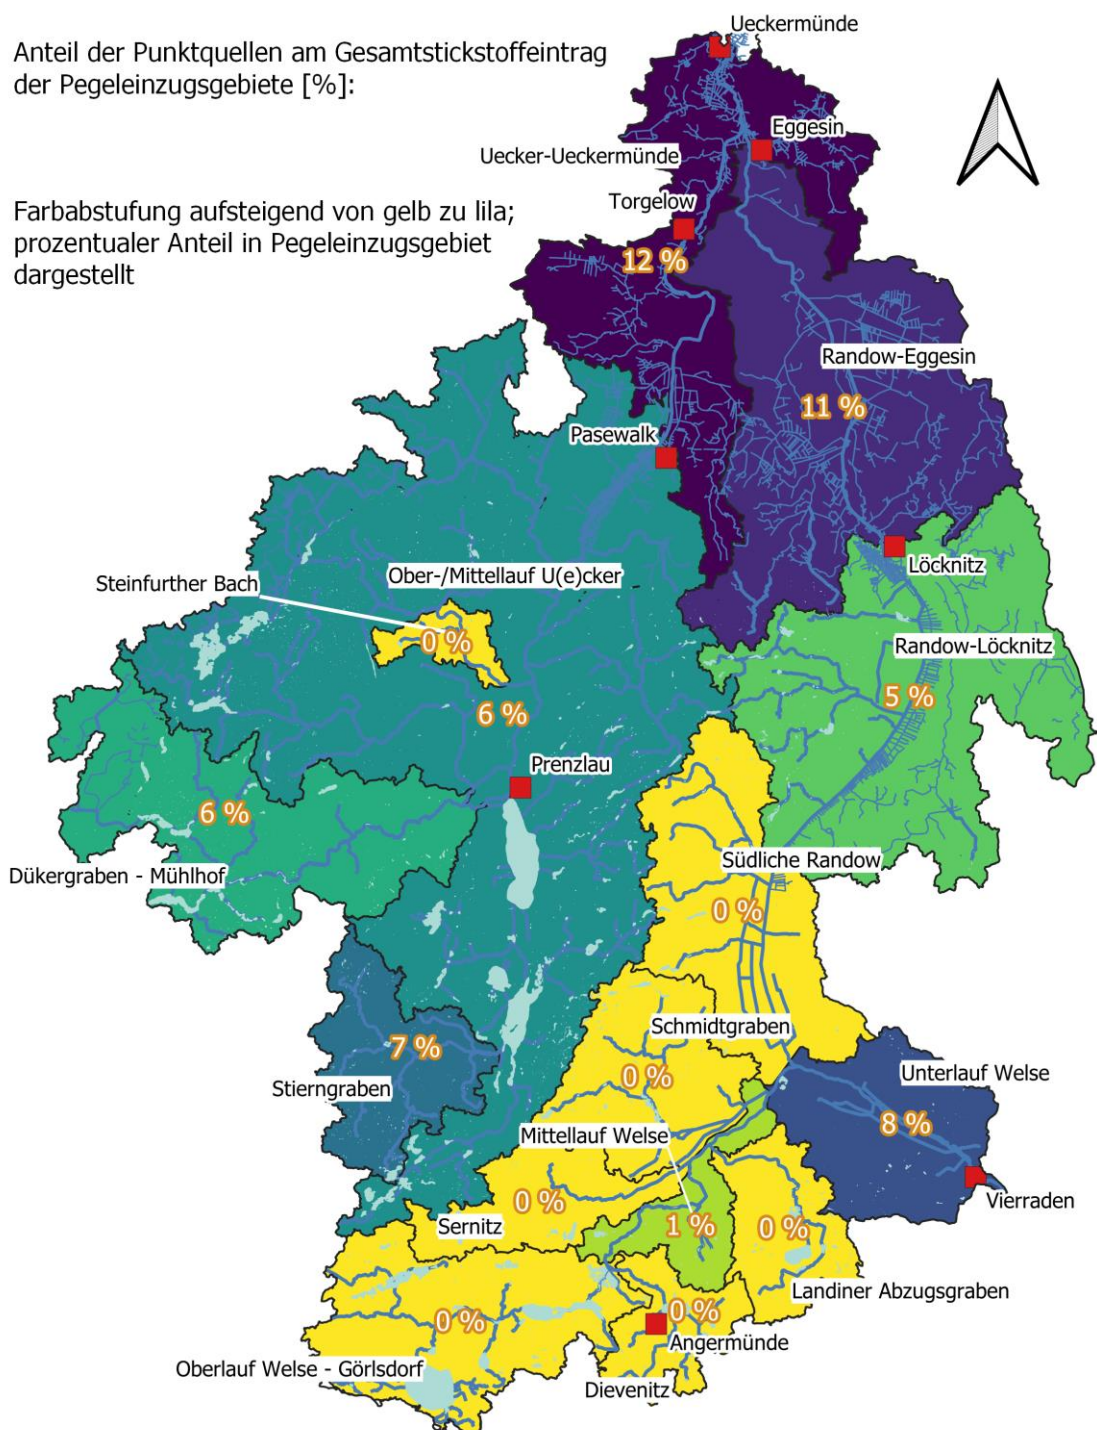 Ueckermünde
Anteil der Punktquellen am Gesamtstickstoffeintrag
der Pegeleinzugsgebiete [%]:
Eggesin
Uecker-Ueckermünde
Torgelow
Farbabstufung aufsteigend von gelb zu lila;
prozentualer Anteil in Pegeleinzugsgebiet
dargestellt
12 %
Randow-Eggesin
11 %
Pasewalk
Löcknitz
Steinfurther Bach
Ober-/Mittellauf U(e)cker
0 %
Randow-Löcknitz
5 %
6 %
Prenzlau
6 %
Südliche Randow
Dükergraben - Mühlhof
0 %
Schmidtgraben
7 %
Unterlauf Welse
0 %
Stierngraben
8 %
Mittellauf Welse
0 %
Vierraden
Sernitz
1 %
0 %
Landiner Abzugsgraben
0 %
0 %
Angermünde
Oberlauf Welse - Görlsdorf
Dievenitz